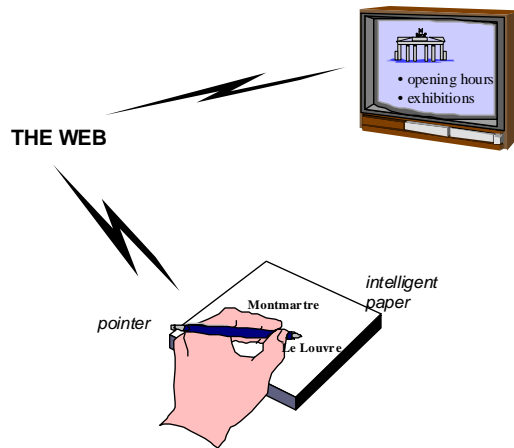 • opening hours
• exhibitions
THE WEB
intelligent
paper
Montmartre
pointer
Le Louvre